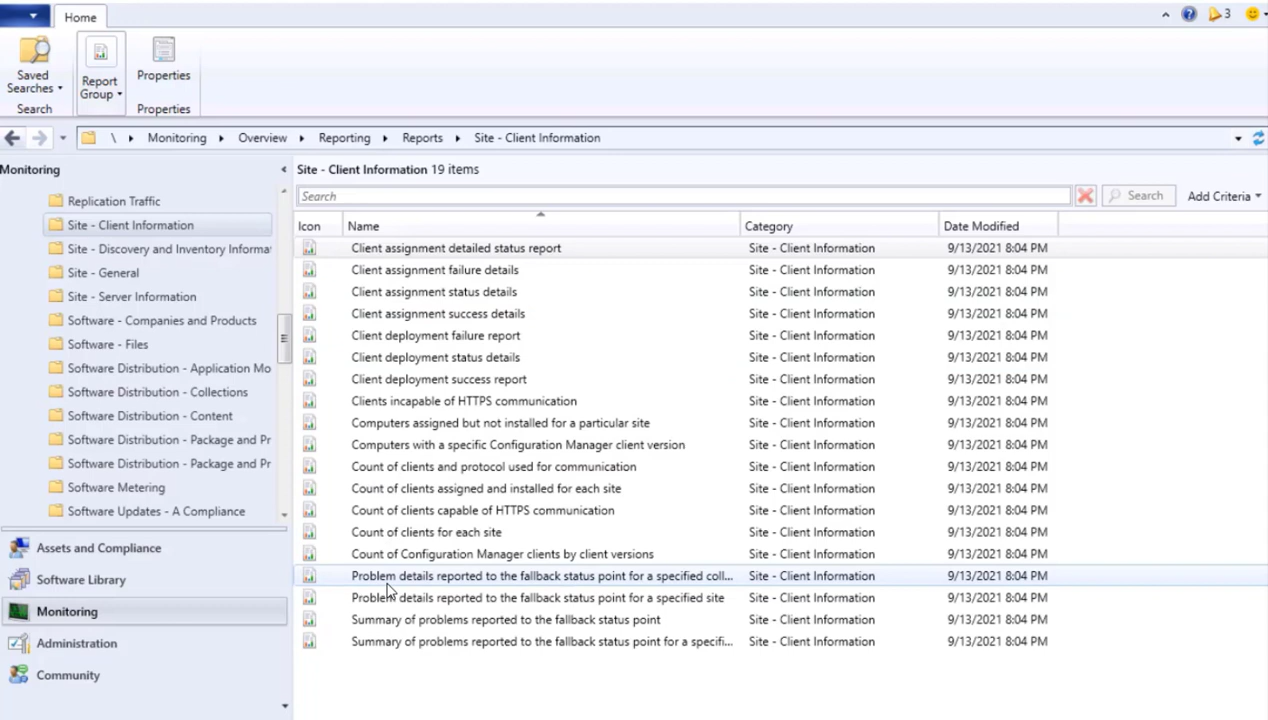 Home
3
Saved
Searches
Report
Group
Properties
Search
Properties
\ Monitoring Overview Reporting Reports Site - Client Information
Monitoring
Replication Traffic
Site - Client Information
Site - Discovery and Inventory Informa
Site - General
Site - Server Information
Software - Companies and Products
Software - Files
Software Distribution - Application Mo
Software Distribution - Collections
Software Distribution - Content
Software Distribution - Package and Pr
Software Distribution - Package and Pr
Software Metering
Software Updates - A Compliance
Assets and Compliance
Software Library
Monitoring
Administration
Community
Site - Client Information 19 items
Search Search Add Criteria
Icon Name Category Date Modified
Client assignment detailed status report Site - Client Information 9/13/2021 8:04 PM
Client assignment failure details Site - Client Information 9/13/2021 8:04 PM
Client assignment status details Site - Client Information 9/13/2021 8:04 PM
Client assignment success details Site - Client Information 9/13/2021 8:04 PM
Client deployment failure report Site - Client Information 9/13/2021 8:04 PM
Client deployment status details Site - Client Information 9/13/2021 8:04 PM
Client deployment success report Site - Client Information 9/13/2021 8:04 PM
Clients incapable of HTTPS communication Site - Client Information 9/13/2021 8:04 PM
Computers assigned but not installed for a particular site Site - Client Information 9/13/2021 8:04 PM
Computers with a specific Configuration Manager client version Site - Client Information 9/13/2021 8:04 PM
Count of clients and protocol used for communication Site - Client Information 9/13/2021 8:04 PM
Count of clients assigned and installed for each site Site - Client Information 9/13/2021 8:04 PM
Count of clients capable of HTTPS communication Site - Client Information 9/13/2021 8:04 PM
Count of clients for each site Site - Client Information 9/13/2021 8:04 PM
Count of Configuration Manager clients by client versions Site - Client Information 9/13/2021 8:04 PM
Problem details reported to the fallback status point for a specified coll... Site - Client Information 9/13/2021 8:04 PM
Problem details reported to the fallback status point for a specified site Site - Client Information 9/13/2021 8:04 PM
Summary of problems reported to the fallback status point Site - Client Information 9/13/2021 8:04 PM
Summary of problems reported to the fallback status point for a specifi... Site - Client Information 9/13/2021 8:04 PM